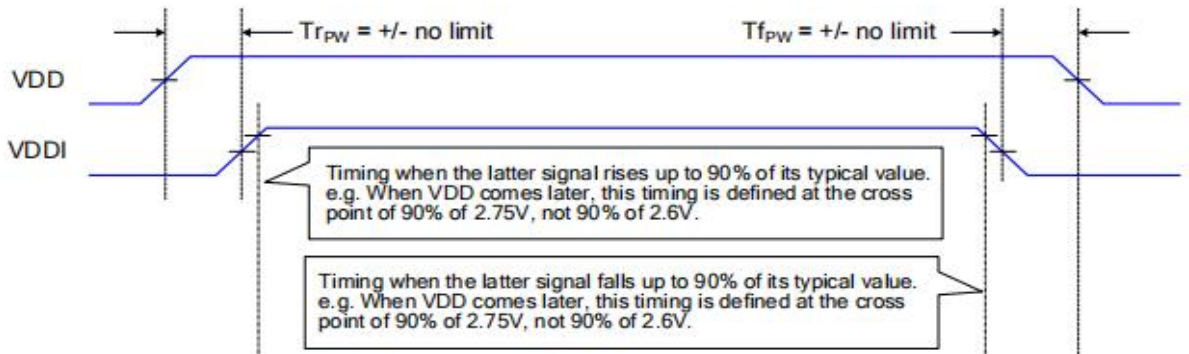 TrPW = +/- no limit
TfPW = +/- no limit
VDD
VDDI
Timing when the latter signal rises up to 90% of its typical value.
e.g. When VDD comes later, this timing is defined at the cross
point of 90% of 2.75V, not 90% of 2.6V.
Timing when the latter signal falls up to 90% of its typical value.
e.g. When VDD comes later, this timing is defined at the cross
point of 90% of 2.75V, not 90% of 2.6V.